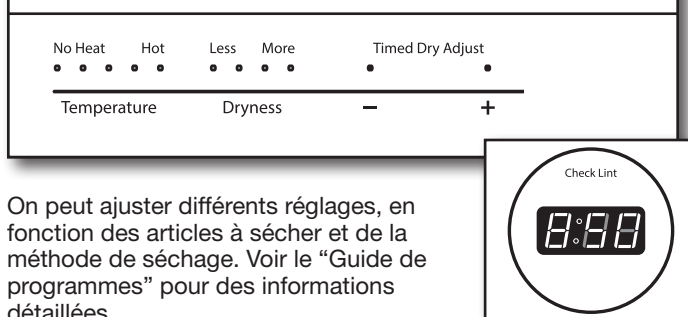 No Heat Hot Less More Timed Dry Adjust
Temperature Dryness − +
Check Lint
On peut ajuster différents réglages, en
fonction des articles à sécher et de la
méthode de séchage. Voir le “Guide de
programmes” pour des informations
détaillées.